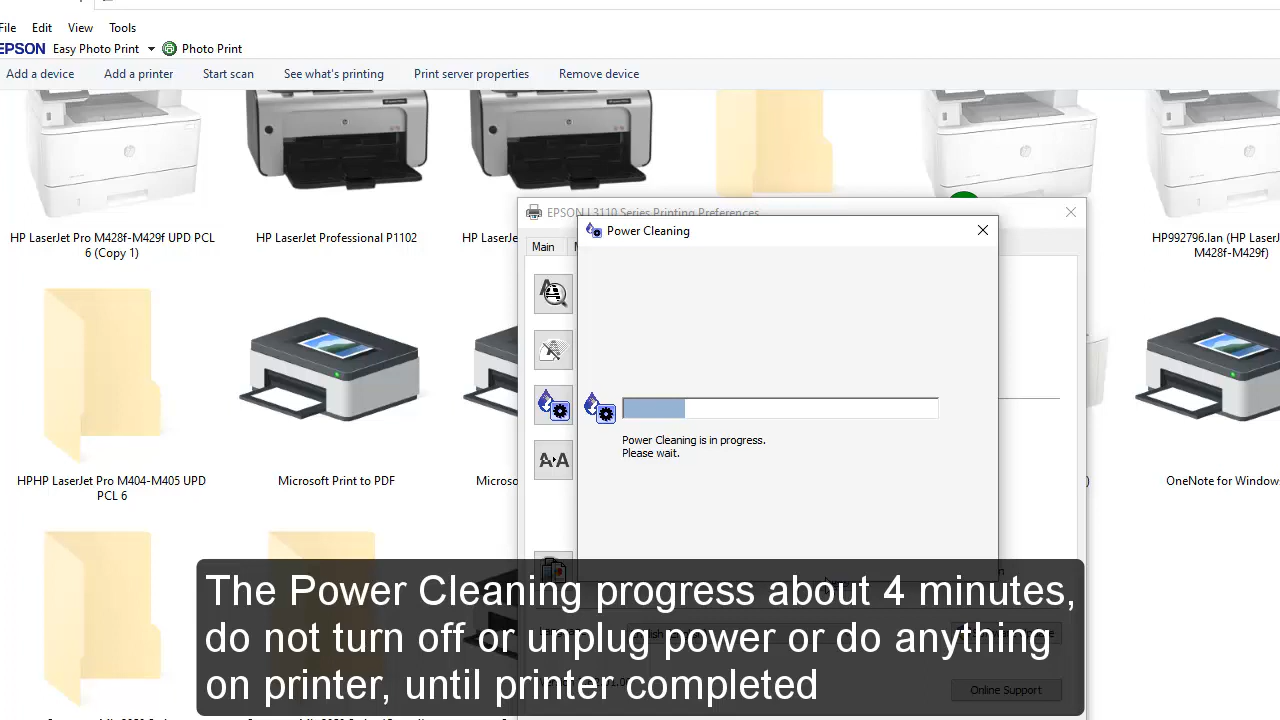 File Edit View Tools
EPSON Easy Photo Print Photo Print
Add a device Add a printer Start scan See what's printing Print server properties Remove device
EPSON L3110 Series Printing Preferences
Power Cleaning
Main
HP LaserJet Pro M428f-M429f UPD PCL
6 (Copy 1)
HP LaserJet Professional P1102
HP LaserJe
HP992796.lan (HP LaserJ
M428f-M429f)
Power Cleaning is in progress.
Please wait.
HPHP LaserJet Pro M404-M405 UPD
PCL 6
Microsoft Print to PDF
Microso
OneNote for Windows
The Power Cleaning progress about 4 minutes,
do not turn off or unplug power or do anything
on printer, until printer completed
Online Support